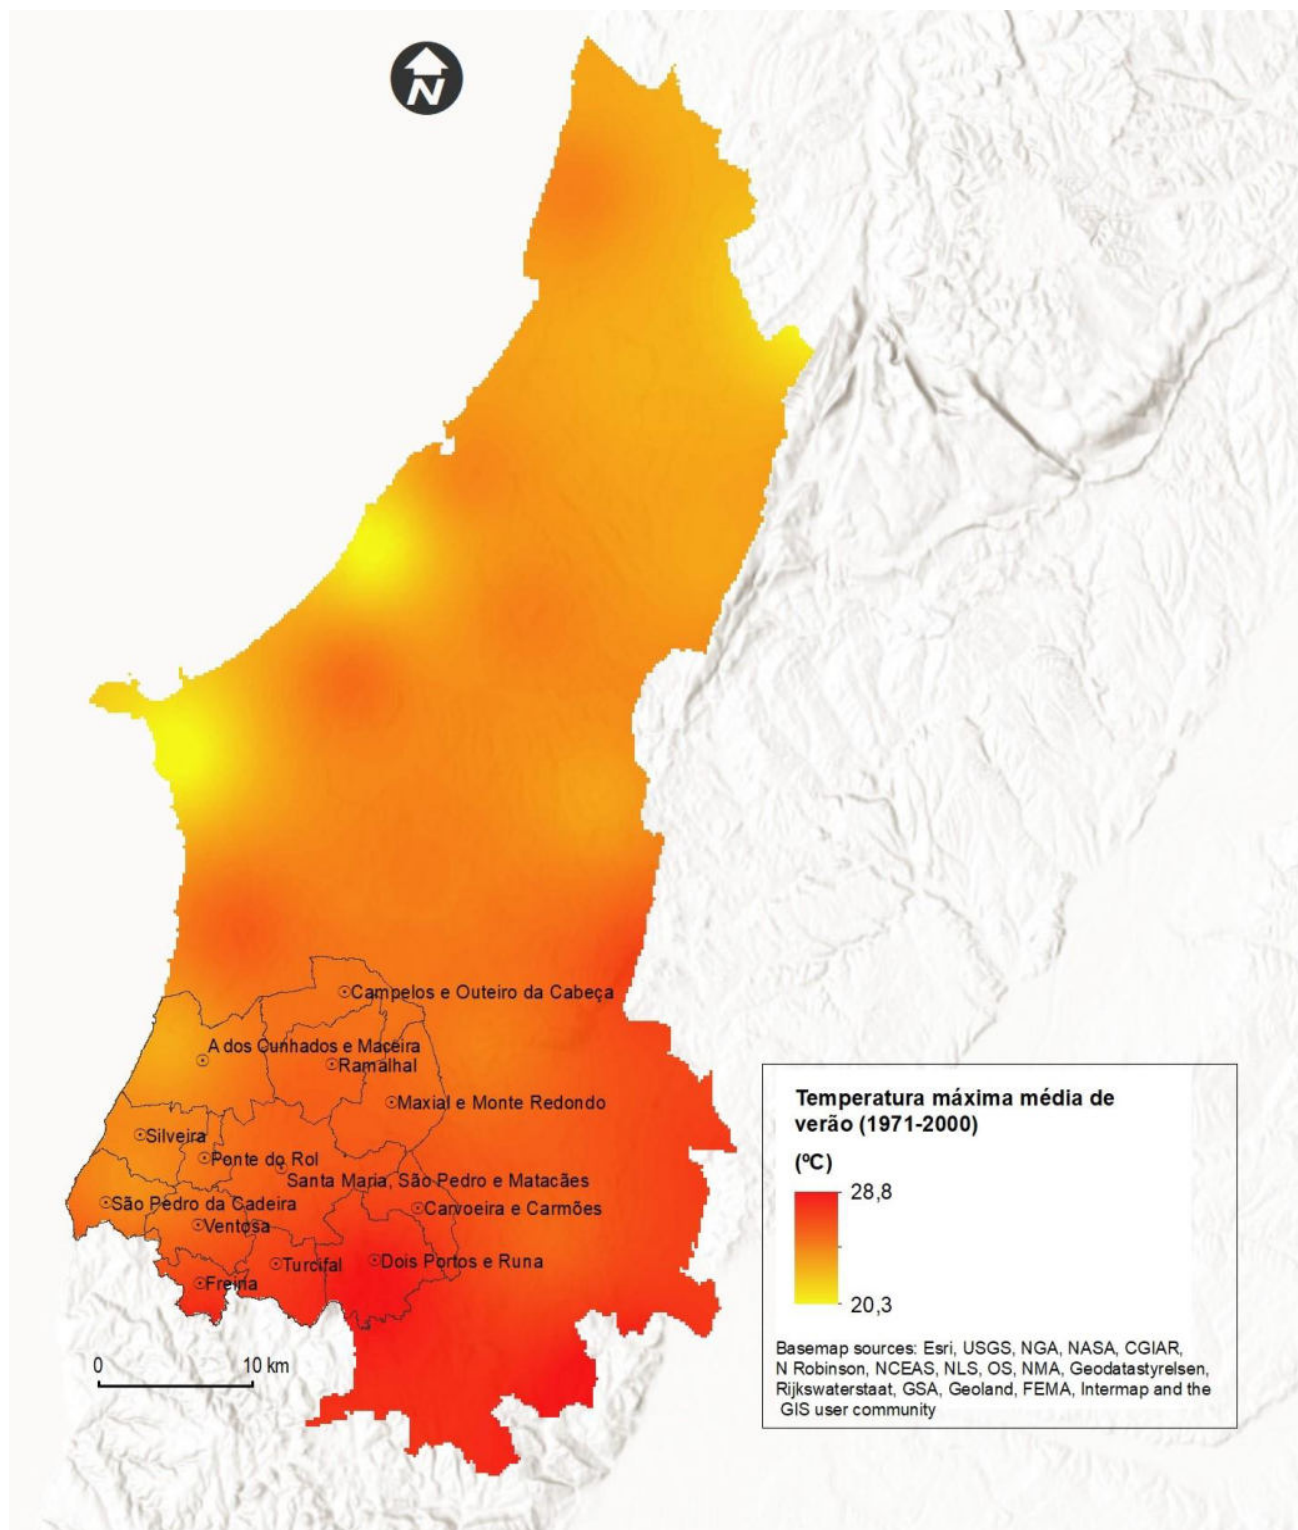 N
Campelos e Outeiro da Cabeça
A dos Cunhados e Maceira
Ramalhal
Maxial e Monte Redondo
Silveira
Ponte do Rol
Santa Maria, São Pedro e Matacães
São Pedro da Cadeira
Carvoeira e Carmões
Ventosa
Turcifal
Dois Portos e Runa
Freiria
0 10 km
Temperatura máxima média de
verão (1971-2000)
(ºC)
28,8
20,3
Basemap sources: Esri, USGS, NGA, NASA, CGIAR,
N Robinson, NCEAS, NLS, OS, NMA, Geodatastyrelsen,
Rijkswaterstaat, GSA, Geoland, FEMA, Intermap and the
GIS user community